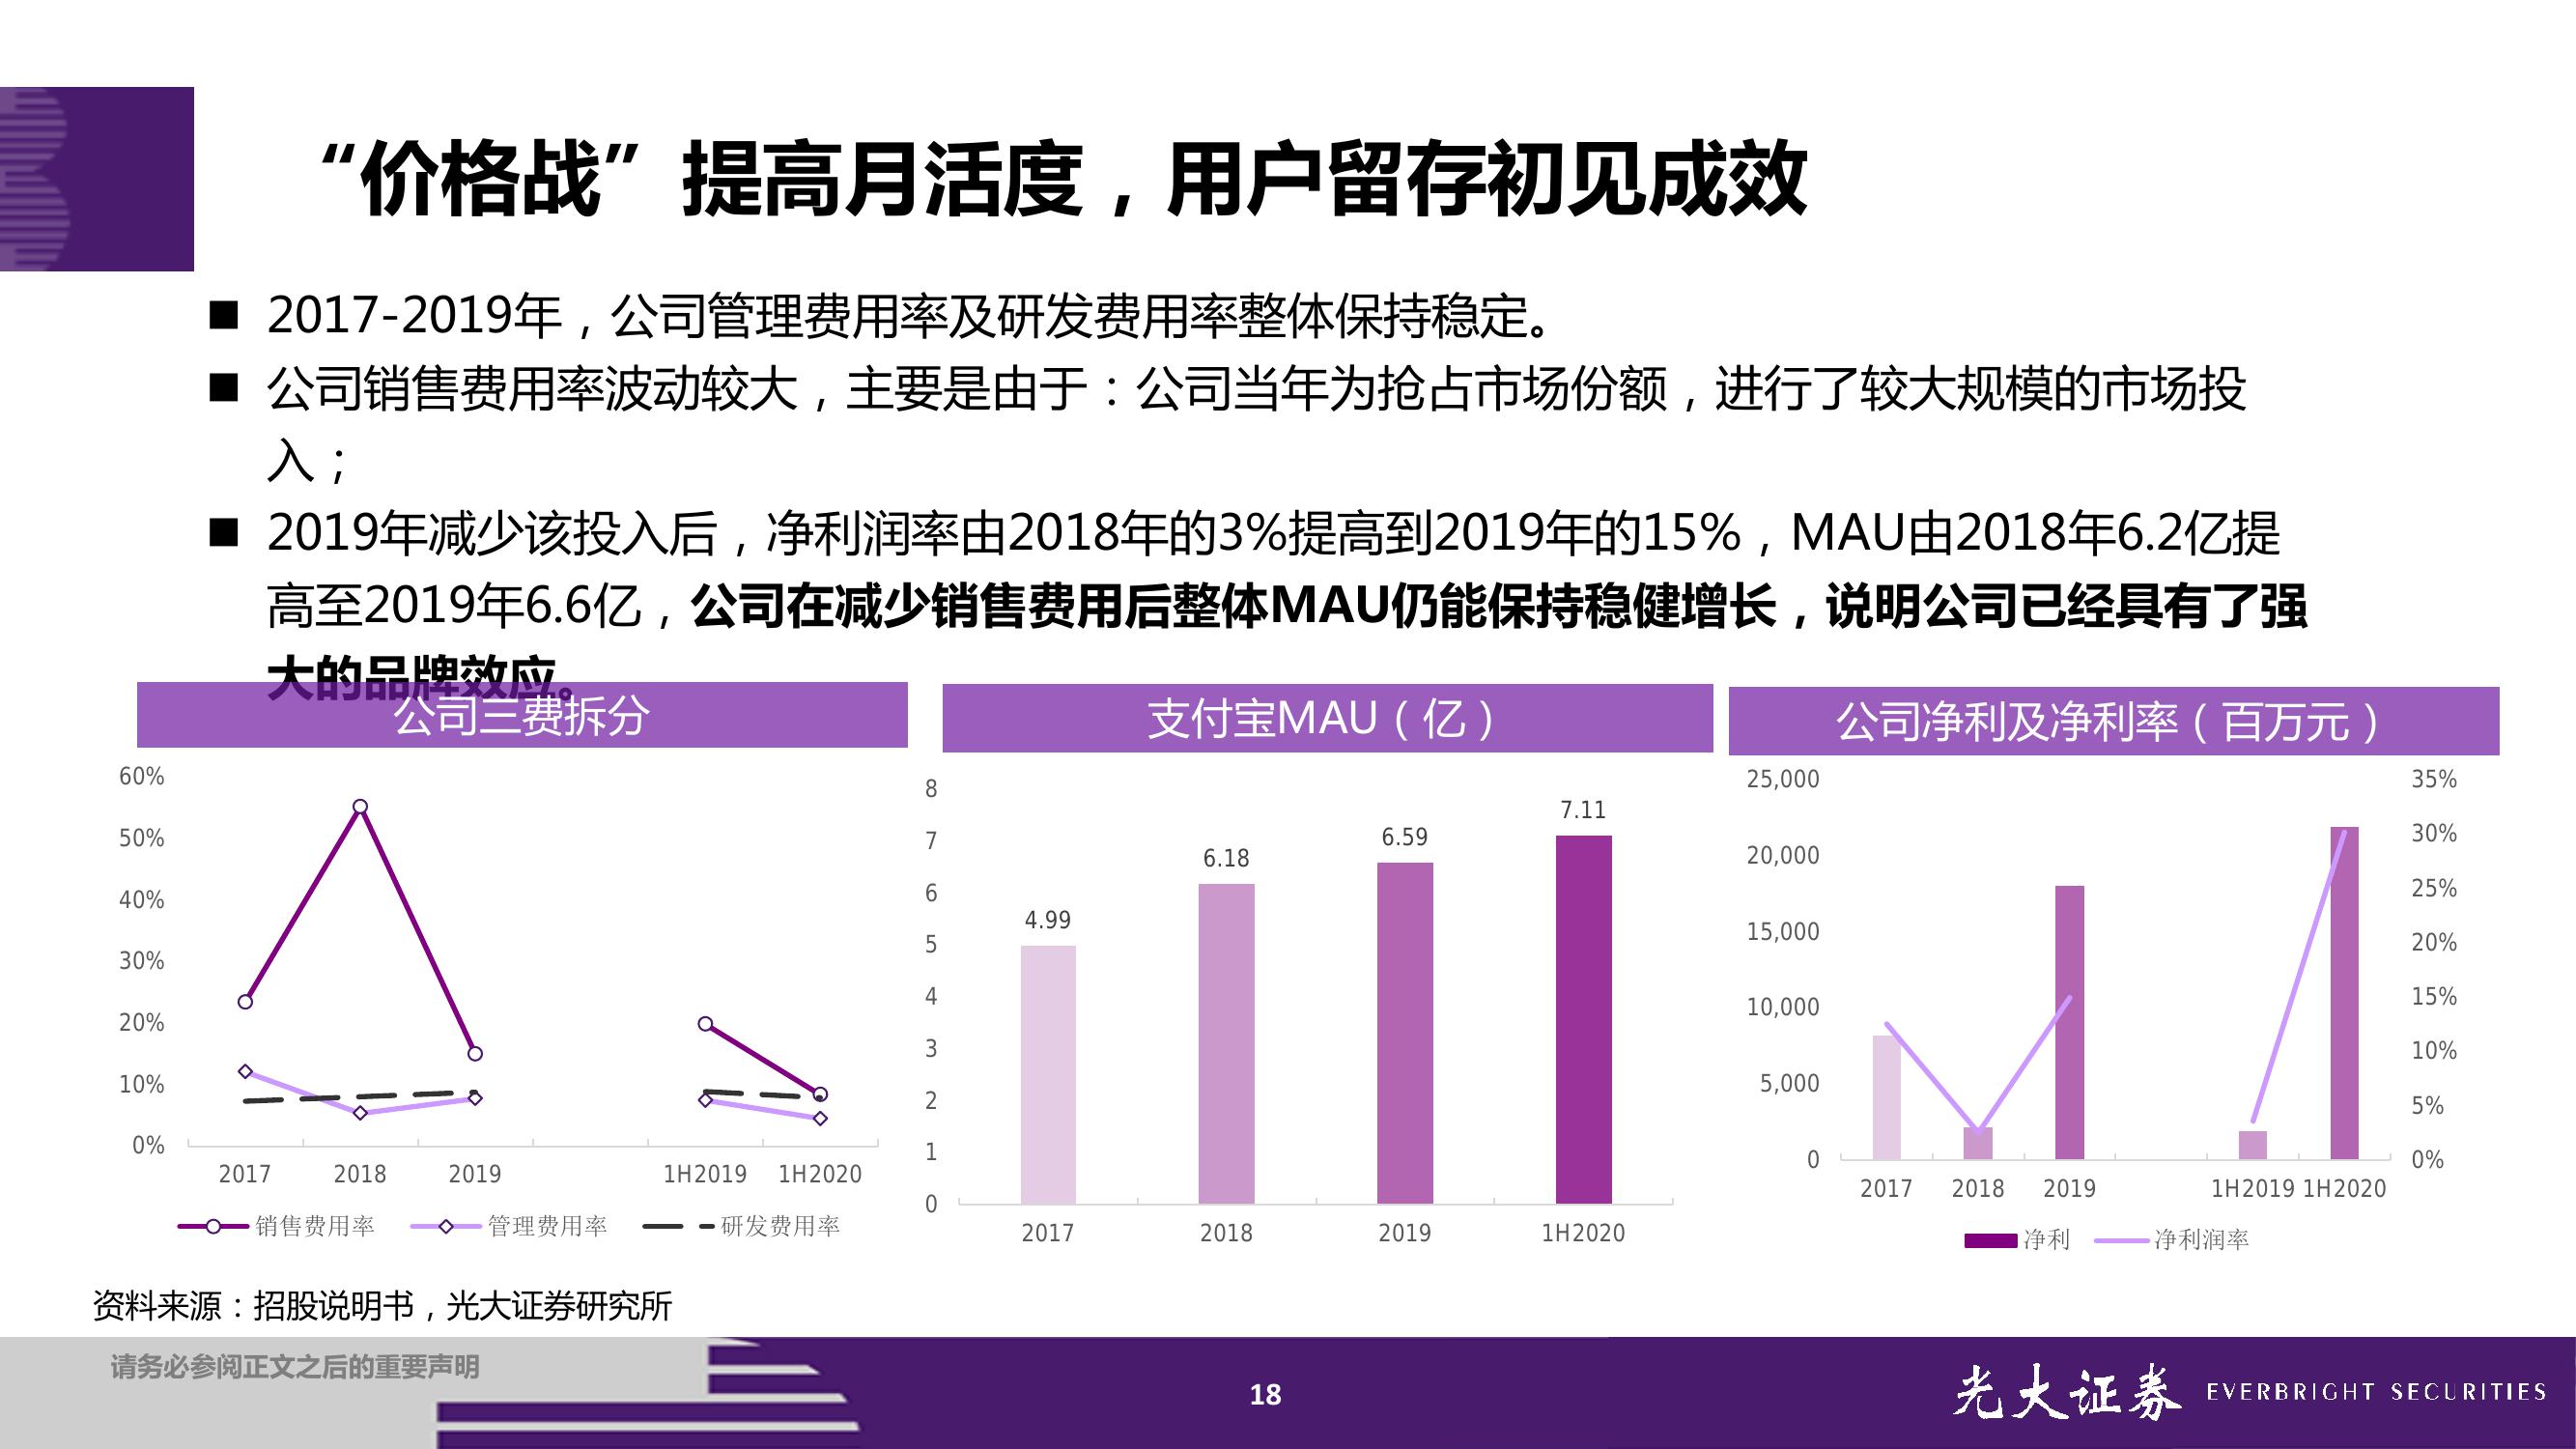 “价格战”提高月活度，用户留存初见成效
■ 2017-2019年，公司管理费用率及研发费用率整体保持稳定。
■ 公司销售费用率波动较大，主要是由于：公司当年为抢占市场份额，进行了较大规模的市场投
入；
■ 2019年减少该投入后，净利润率由2018年的3%提高到2019年的15%，MAU由2018年6.2亿提
高至2019年6.6亿，公司在减少销售费用后整体MAU仍能保持稳健增长，说明公司已经具有了强
大的品牌效应。
公司三费拆分
60%
50%
40%
30%
20%
10%
0%
2017 2018 2019 1H2019 1H2020
销售费用率 管理费用率 研发费用率
支付宝MAU（亿）
8
7
6
5
4
3
2
1
0
4.99
6.18
6.59
7.11
2017 2018 2019 1H2020
公司净利及净利率（百万元）
25,000
20,000
15,000
10,000
5,000
0
35%
30%
25%
20%
15%
10%
5%
0%
2017 2018 2019 1H2019 1H2020
净利 净利润率
资料来源：招股说明书，光大证券研究所
请务必参阅正文之后的重要声明
18
光大证券 EVERBRIGHT SECURITIES